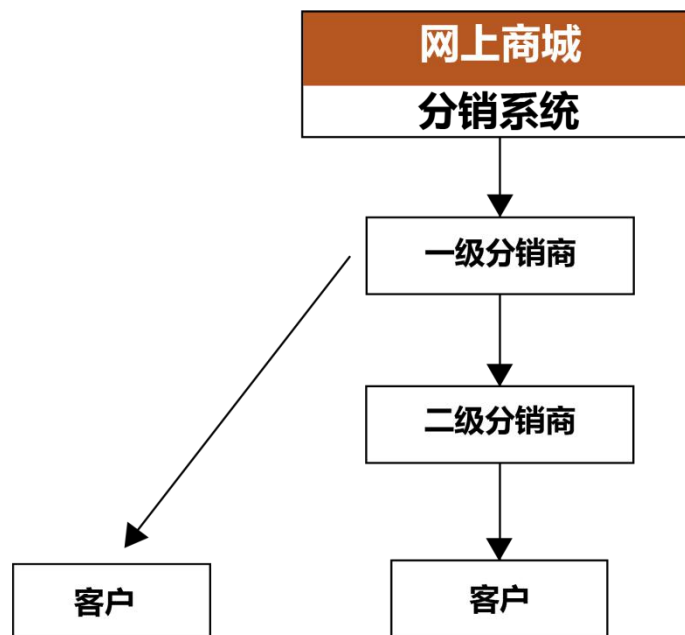 网上商城
分销系统
一级分销商
二级分销商
客户
客户